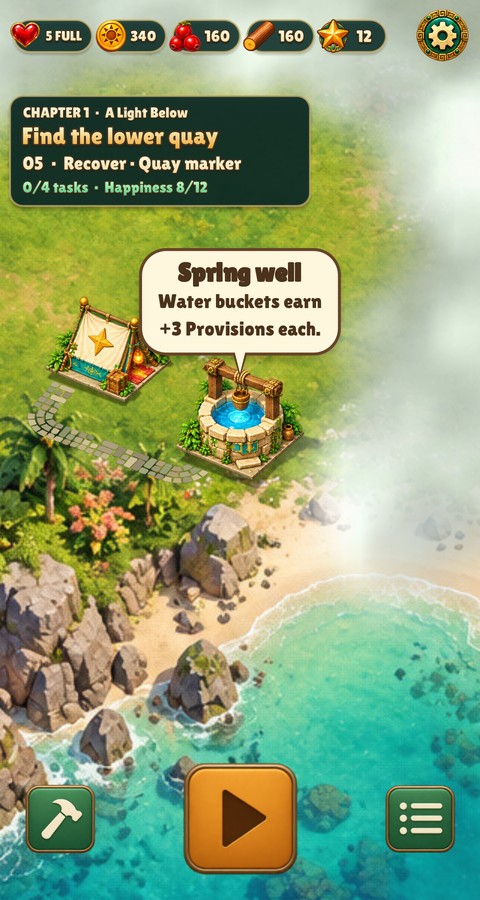 5 FULL
340
160
160
12
CHAPTER 1 · A Light Below
Find the lower quay
05 · Recover · Quay marker
0/4 tasks · Happiness 8/12
Spring well
Water buckets earn
+3 Provisions each.